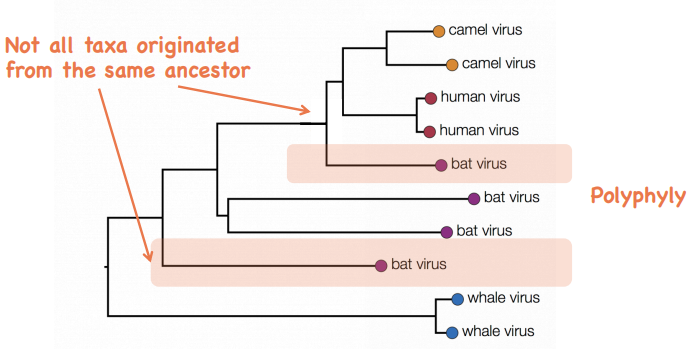 Not all taxa originated
from the same ancestor
camel virus
camel virus
human virus
human virus
bat virus
bat virus
Polyphyly
bat virus
bat virus
whale virus
whale virus